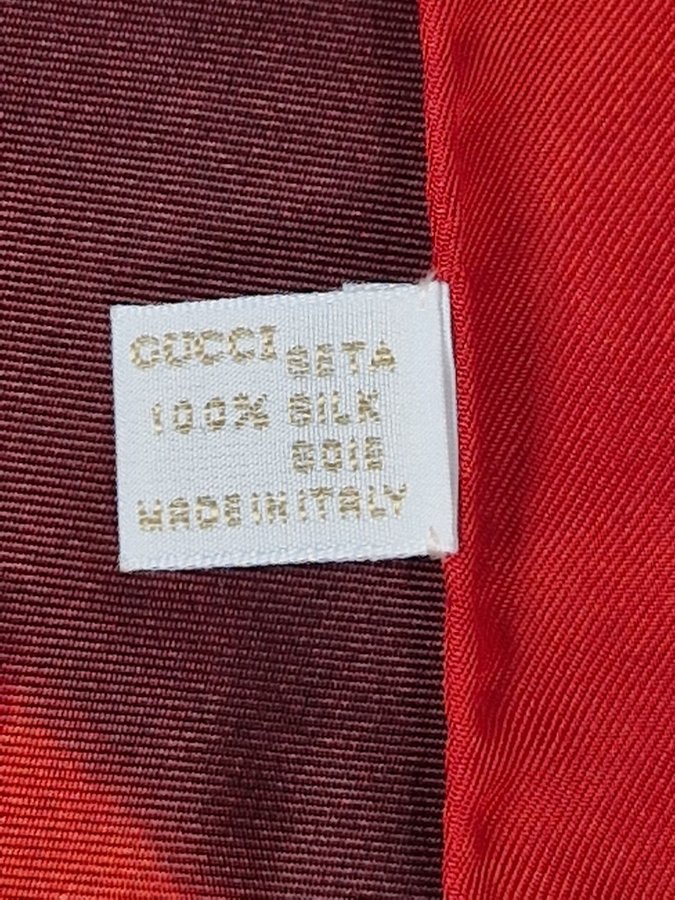 GUCCI SETA
100% SILK
SOIE
MADE IN ITALY